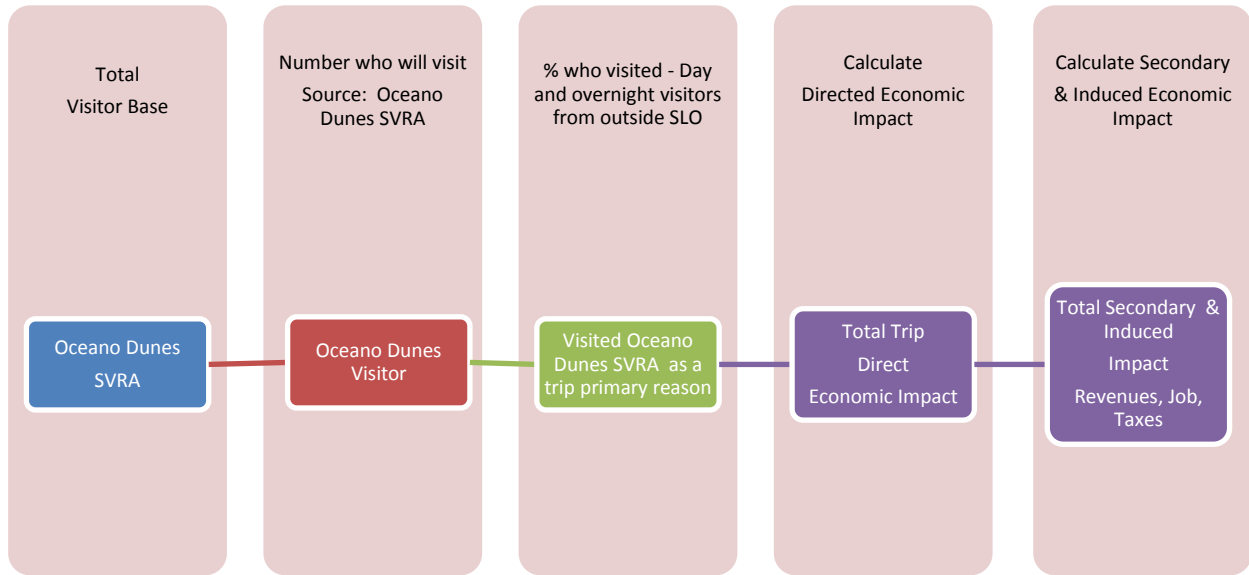 Total
Visitor Base
Number who will visit
Source: Oceano
Dunes SVRA
% who visited - Day
and overnight visitors
from outside SLO
Calculate
Directed Economic
Impact
Calculate Secondary
& Induced Economic
Impact
Oceano Dunes
SVRA
Oceano Dunes
Visitor
Visited Oceano
Dunes SVRA as a
trip primary reason
Total Trip
Direct
Economic Impact
Total Secondary &
Induced
Impact
Revenues, Job,
Taxes